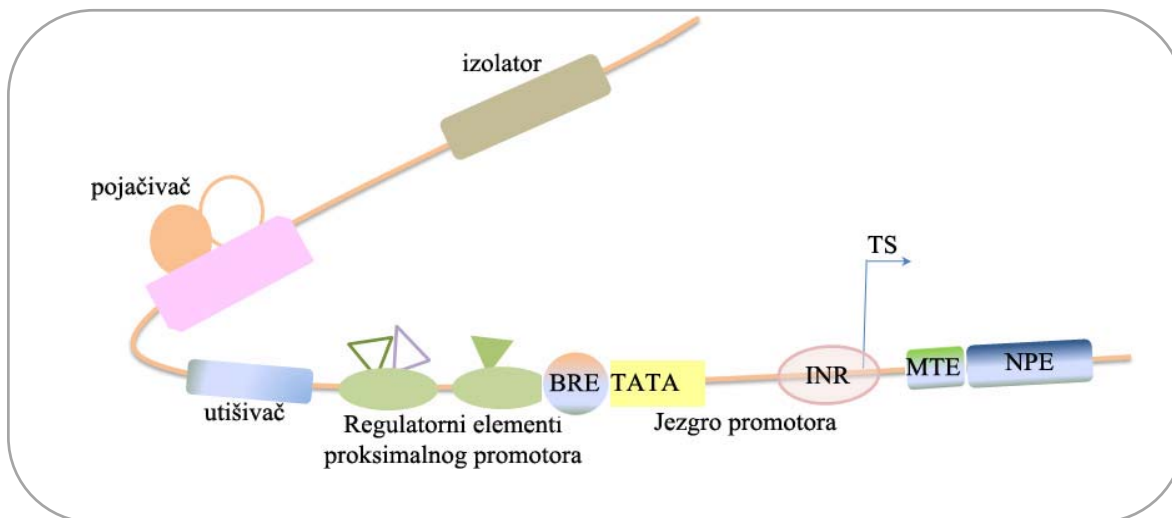 izolator
pojačivač
TS
BRE TATA INR MTE NPE
utišivač
Regulatorni elementi
proksimalnog promotora
Jezgro promotora